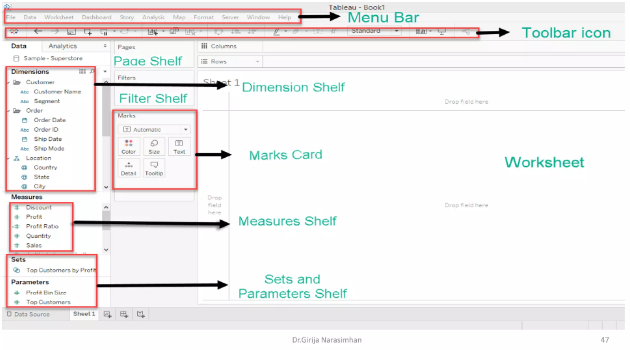 Tableau - Book1
File Data Worksheet Dashboard Story Analysis Map Format Server Window Help
Menu Bar
Standard
Toolbar icon
Data Analytics
Pages
Columns
Sample - Superstore
Page Shelf
Rows
Dimensions
Filters
Sheet 1
Customer
Filter Shelf
Dimension Shelf
Abc Customer Name
Abc Segment
Drop field here
Order
Marks
Order Date
Automatic
Abc Order ID
Ship Date
Color Size Text
Abc Ship Mode
Marks Card
Worksheet
Location
Detail Tooltip
Country
State
City
Measures
Drop
field
here
Drop field here
Discount
Profit
Measures Shelf
Profit Ratio
Quantity
Sales
Sets
Top Customers by Profit
Sets and
Parameters Shelf
Parameters
Profit Bin Size
Top Customers
Data Source Sheet 1
Dr.Girija Narasimhan
47